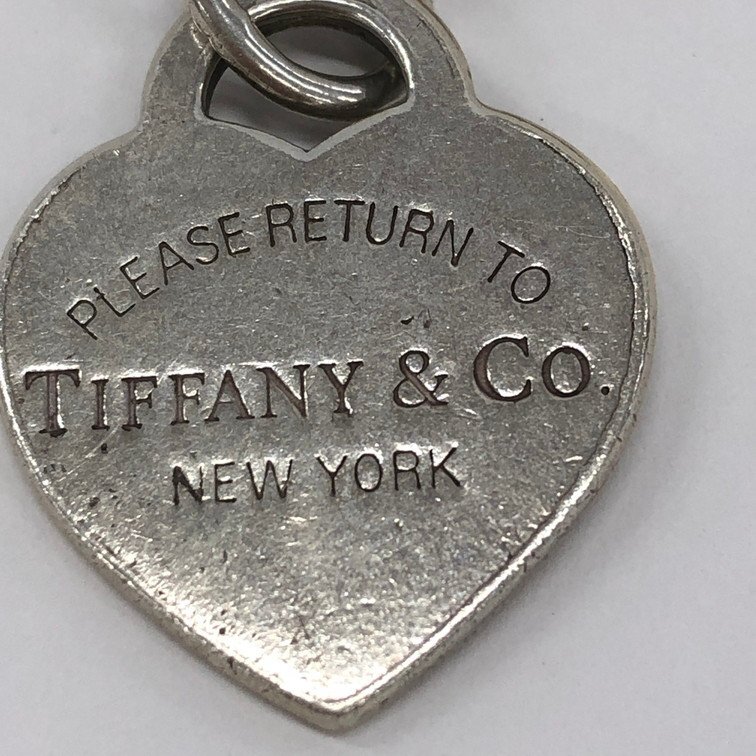 PLEASE RETURN TO
TIFFANY & CO.
NEW YORK